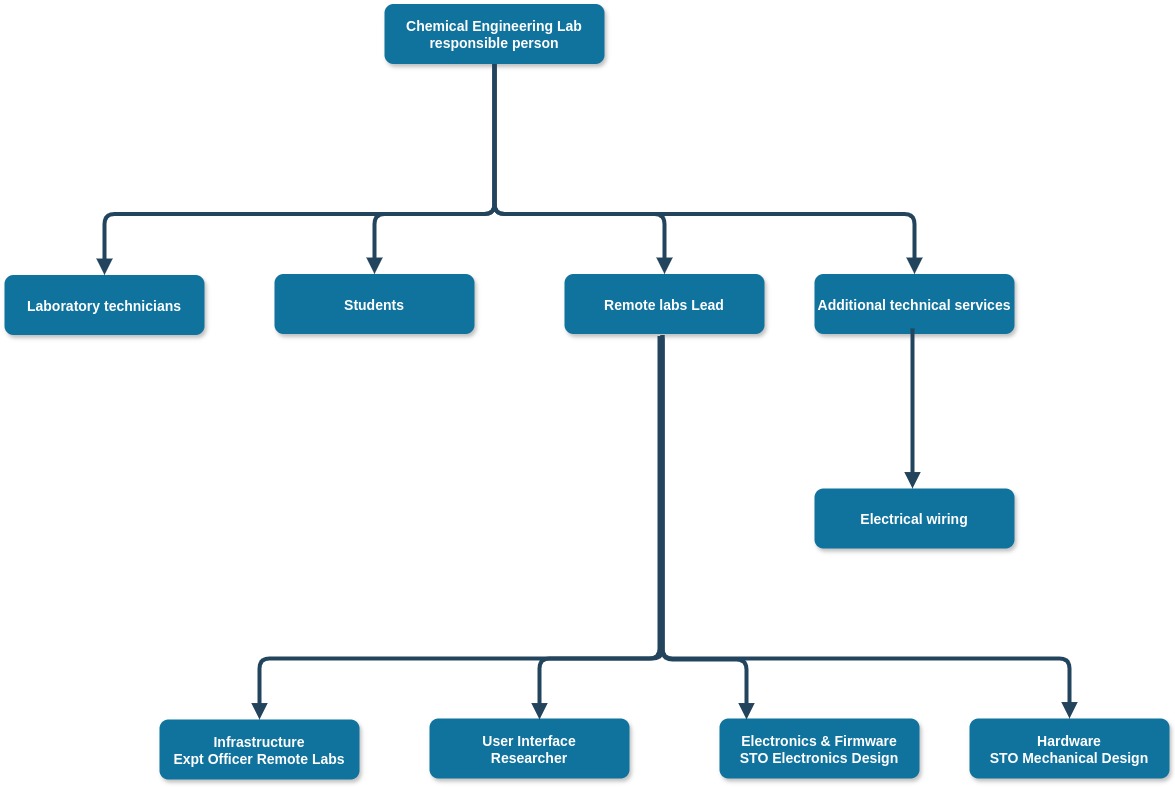 Chemical Engineering Lab
responsible person
Laboratory technicians
Students
Remote labs Lead
Additional technical services
Electrical wiring
Infrastructure
Expt Officer Remote Labs
User Interface
Researcher
Electronics & Firmware
STO Electronics Design
Hardware
STO Mechanical Design